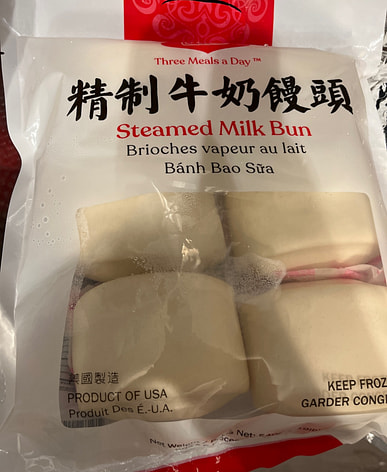 Three Meals a Day™
精制牛奶饅頭
Steamed Milk Bun
Brioches vapeur au lait
Bánh Bao Sữa
美國製造
PRODUCT OF USA
Produit Des É.-U.A.
KEEP FROZ
GARDER CONGE
Net